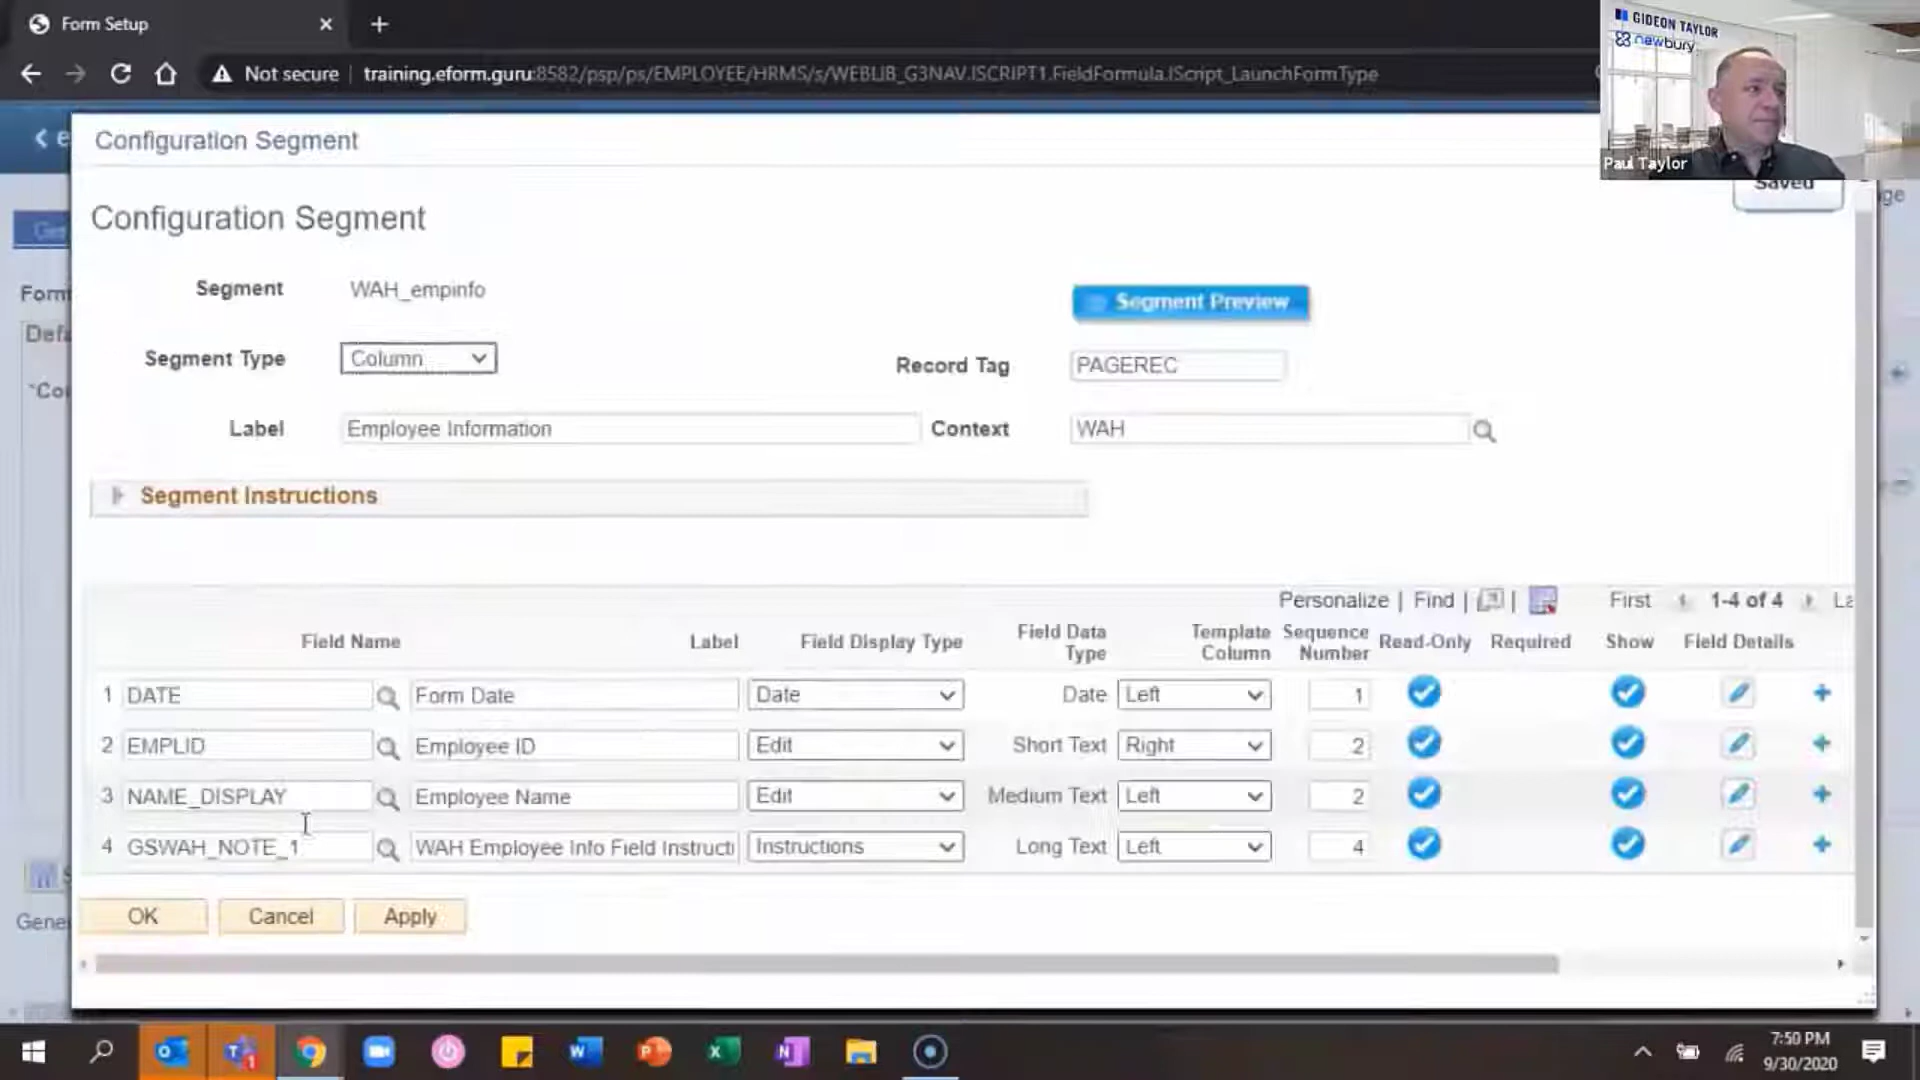 Form Setup
Not secure
training.eform.guru:8582/psp/ps/EMPLOYEE/HRMS/s/WEBLIB_G3NAV.ISCRIPT1.FieldFormula.IScript_LaunchFormType
GIDEON TAYLOR
newbury
Paul Taylor
Configuration Segment
Saved
Configuration Segment
Segment WAH_empinfo
Segment Preview
Segment Type Column
Record Tag PAGEREC
Label Employee Information
Context WAH
Segment Instructions
Personalize | Find | | First 1-4 of 4 La
Field Name Label Field Display Type Field Data Type Template Column Sequence Number Read-Only Required Show Field Details
1 DATE Form Date Date Date Left 1
2 EMPLID Employee ID Edit Short Text Right 2
3 NAME_DISPLAY Employee Name Edit Medium Text Left 2
4 GSWAH_NOTE_1 WAH Employee Info Field Instructi Instructions Long Text Left 4
OK Cancel Apply
Form
Defa
*Co
Gene
7:50 PM
9/30/2020